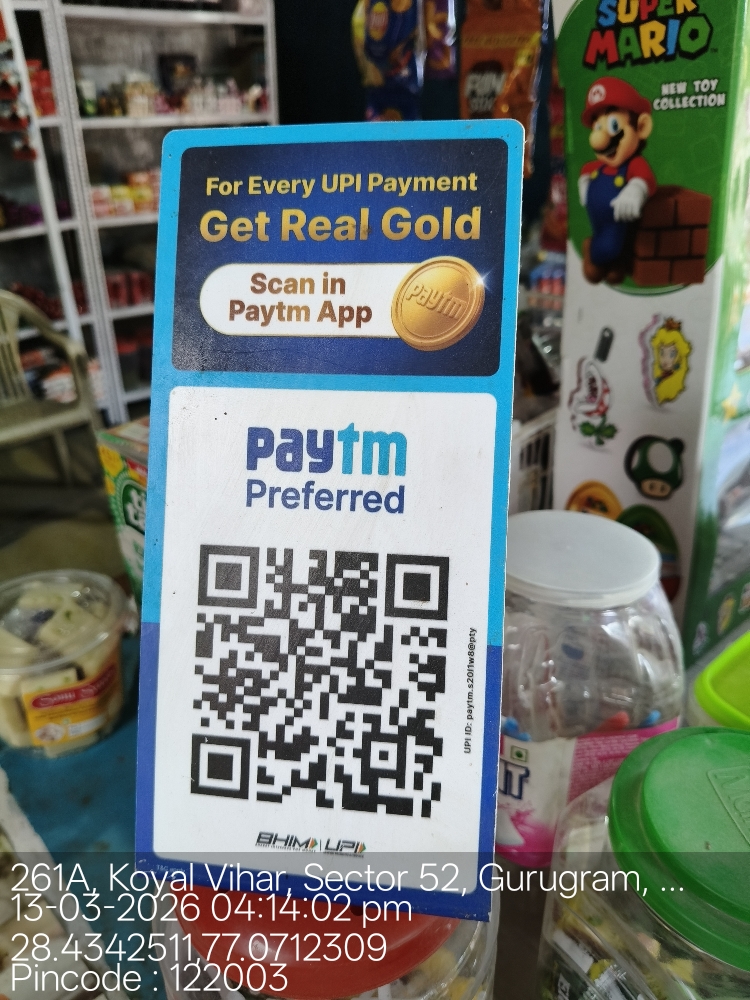 SUPER
MARIO
NEW TOY
COLLECTION
For Every UPI Payment
Get Real Gold
Scan in
Paytm App
paytm
paytm
Preferred
UPI ID: paytm.s20l1w8@pty
BHIM UPI
261A, Koyal Vihar, Sector 52, Gurugram, ...
13-03-2026 04:14:02 pm
28.4342511,77.0712309
Pincode : 122003